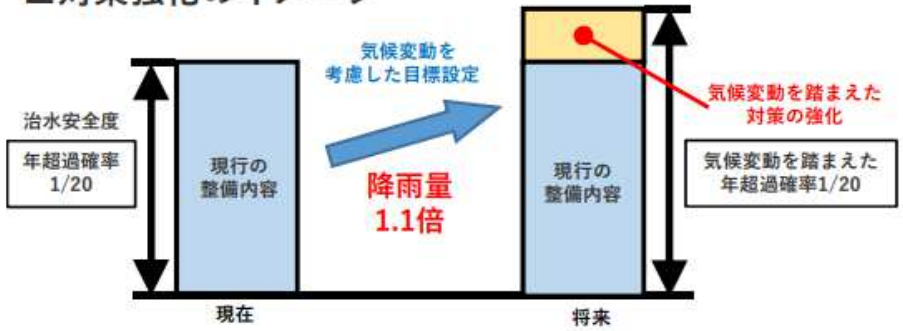 治水安全度
年超過確率
1/20
現行の
整備内容
現在
気候変動を
考慮した目標設定
降雨量
1.1倍
現行の
整備内容
将来
気候変動を踏まえた
対策の強化
気候変動を踏まえた
年超過確率1/20